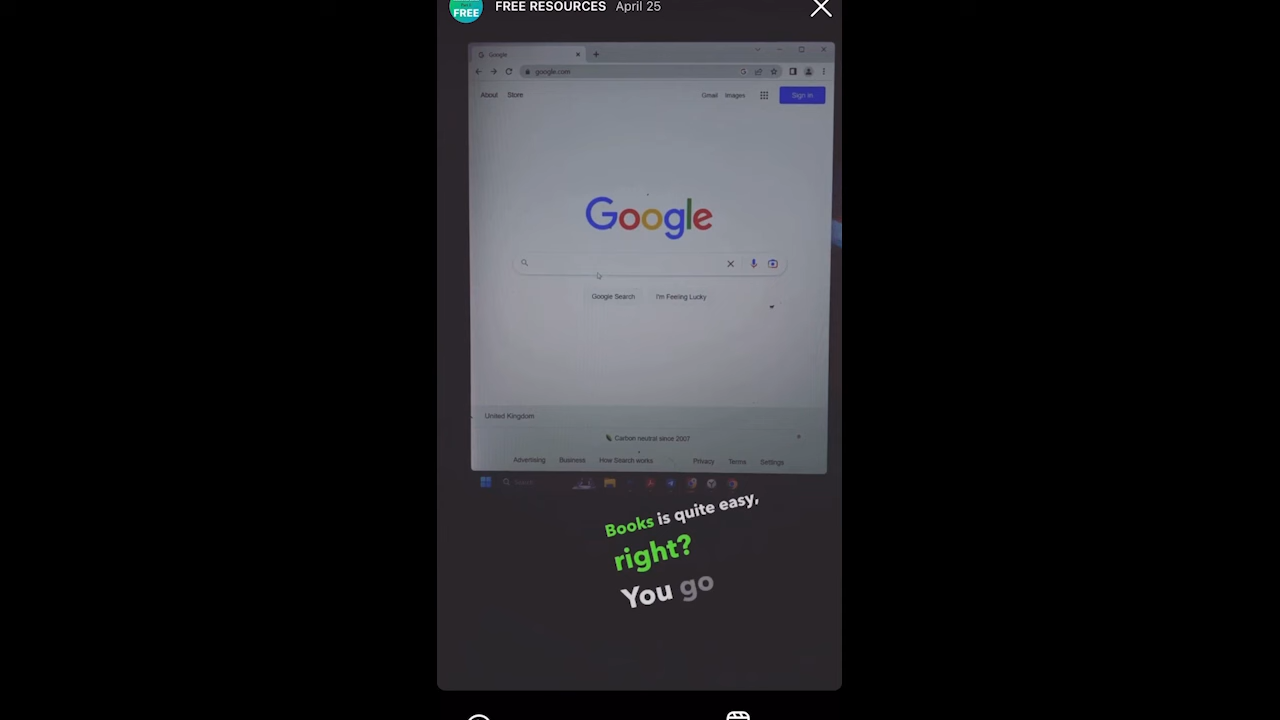 FREE
FREE RESOURCES April 25
Google
google.com
About Store
Gmail Images
Sign in
Google
Google Search I'm Feeling Lucky
United Kingdom
Carbon neutral since 2007
Advertising Business How Search works Privacy Terms Settings
Search
Books is quite easy,
right?
You go